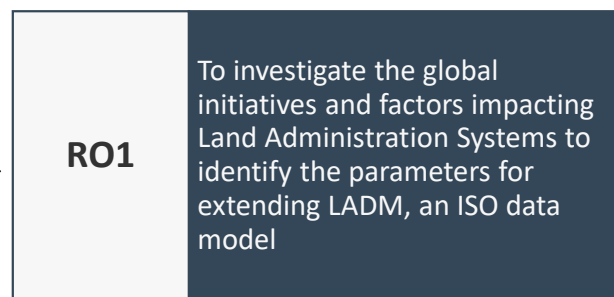 RO1
To investigate the global
initiatives and factors impacting
Land Administration Systems to
identify the parameters for
extending LADM, an ISO data
model